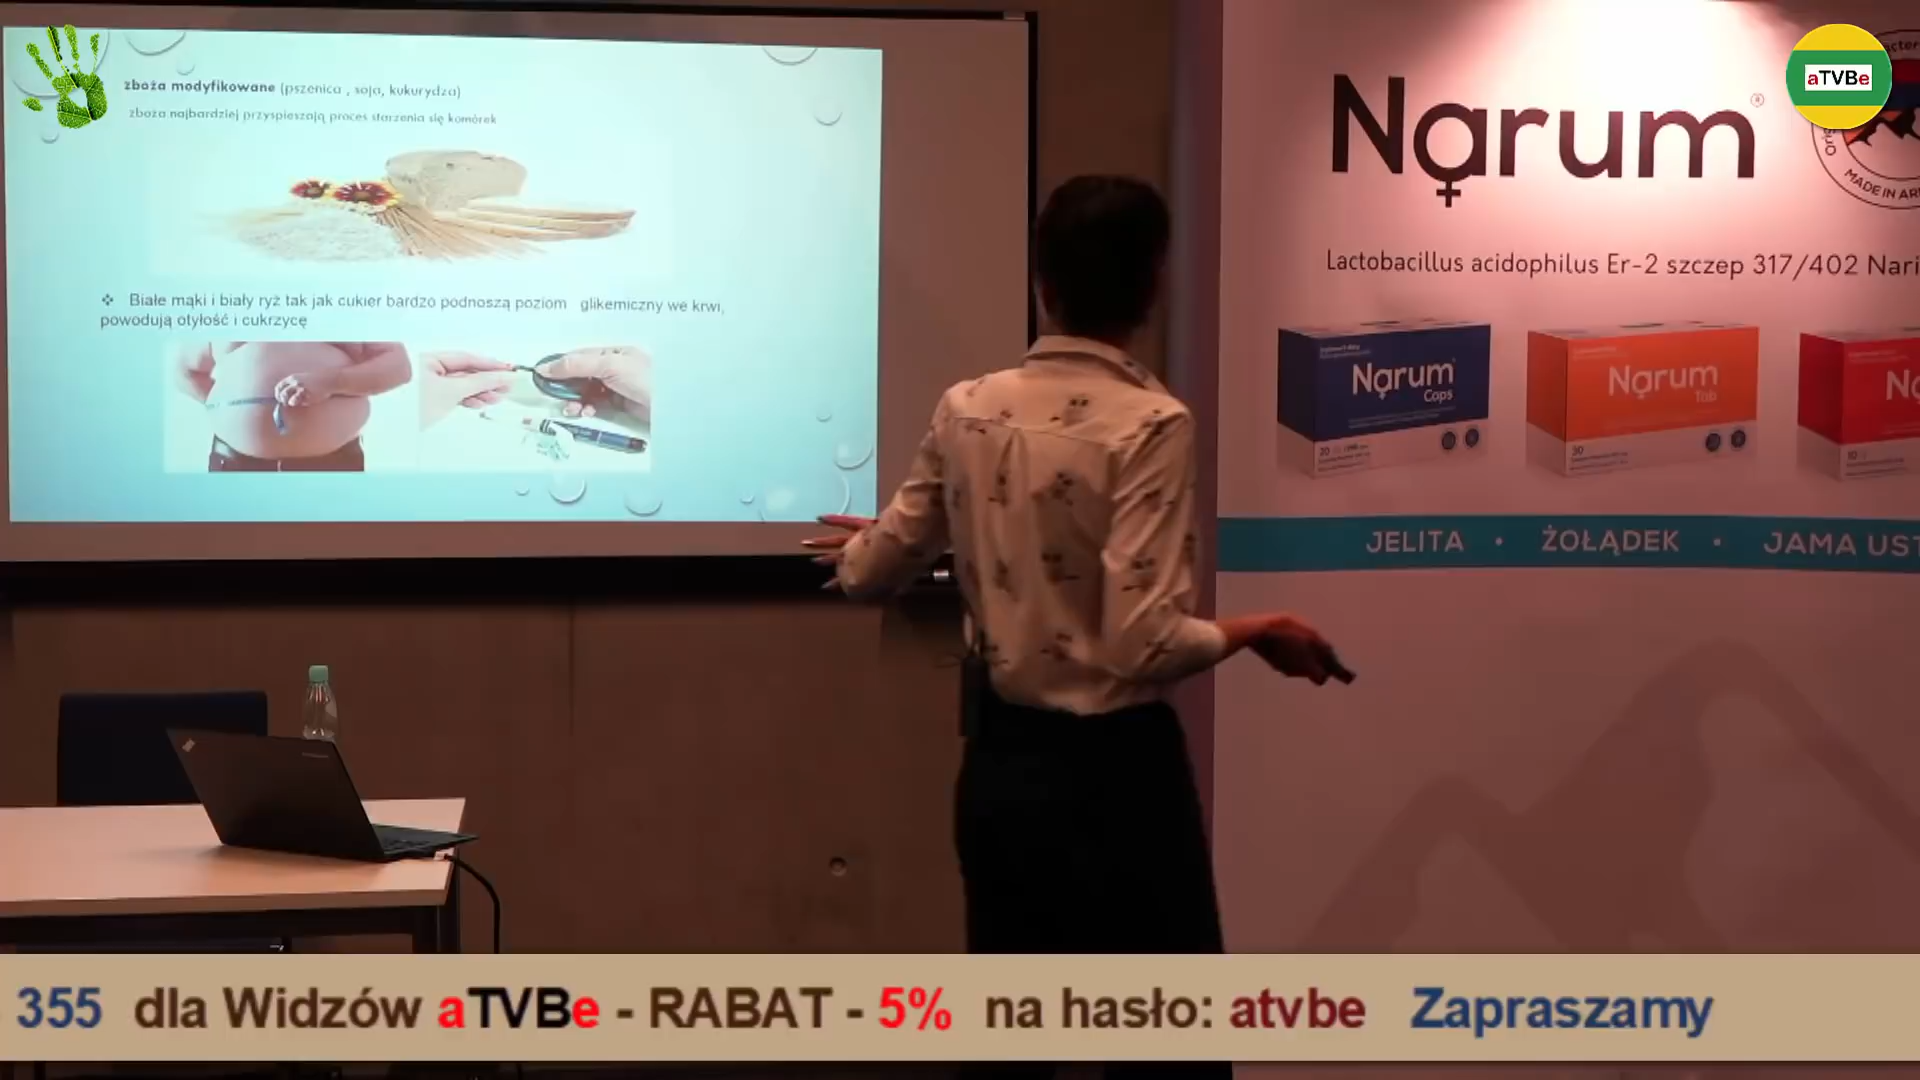 zboża modyfikowane (pszenica , soja, kukurydza)
zboża najbardziej przyspieszają proces starzenia się komórek
❖ Białe mąki i biały ryż tak jak cukier bardzo podnoszą poziom glikemiczny we krwi,
powodują otyłość i cukrzycę
aTVBe
Narum®
MADE IN AR
Lactobacillus acidophilus Er-2 szczep 317/402 Nari
Narum
Caps
20
Narum
Tab
30
10
JELITA • ŻOŁĄDEK • JAMA UST
355 dla Widzów aTVBe - RABAT - 5% na hasło: atvbe Zapraszamy